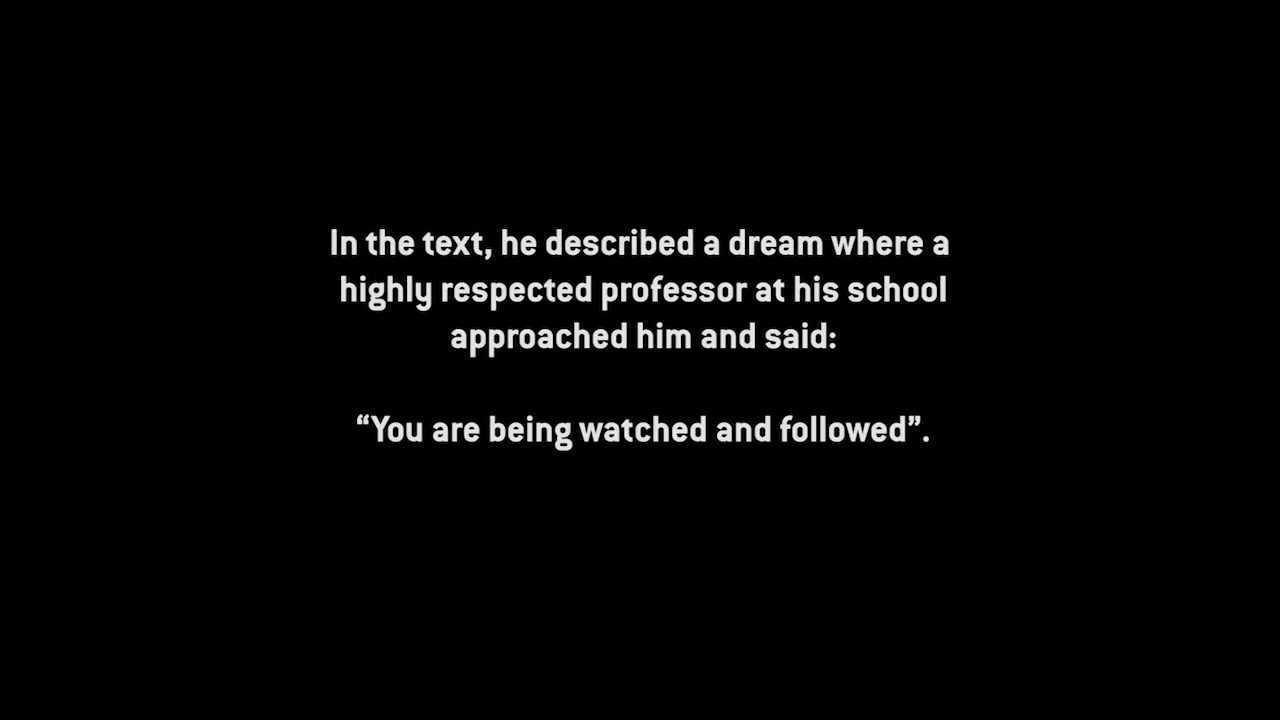 In the text, he described a dream where a
highly respected professor at his school
approached him and said:
“You are being watched and followed”.